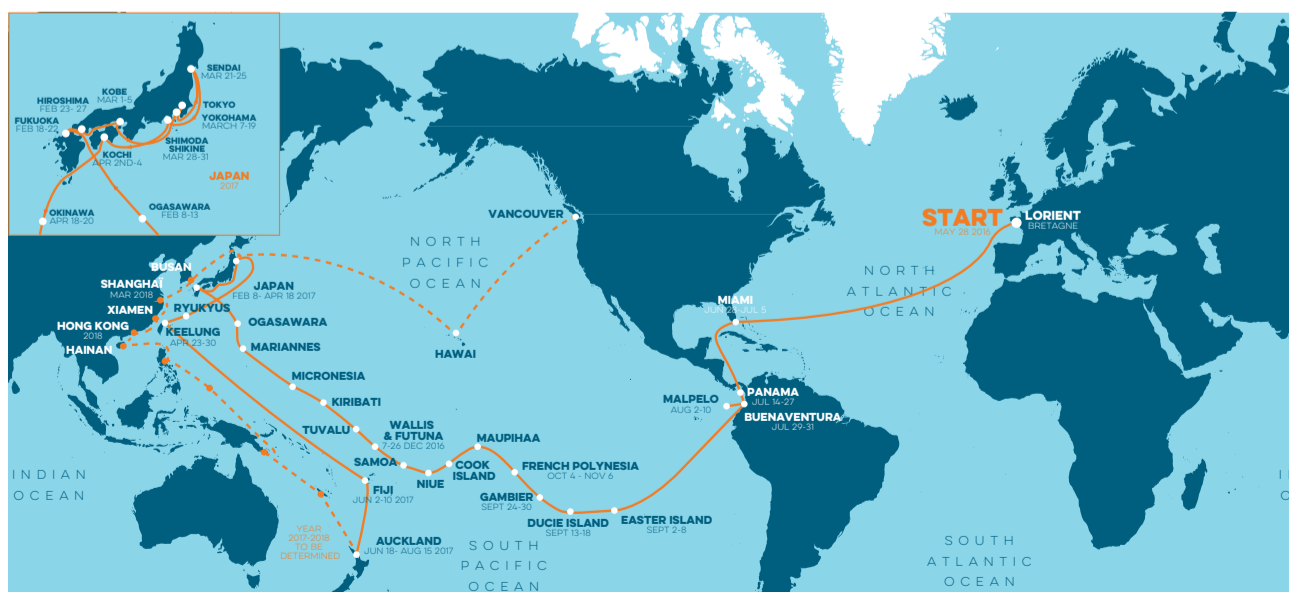 SENDAI
MAR 21-25
KOBE
MAR 1-5
HIROSHIMA
FEB 23- 27
FUKUOKA
FEB 18-22
TOKYO
YOKOHAMA
MARCH 7-19
SHIMODA
SHIKINE
MAR 28-31
KOCHI
APR 2ND-4
JAPAN
2017
OKINAWA
APR 18-20
OGASAWARA
FEB 8-13
VANCOUVER
START
MAY 28 2016
LORIENT
BRETAGNE
NORTH
PACIFIC
OCEAN
NORTH
ATLANTIC
OCEAN
BUSAN
SHANGHAÏ
MAR 2018
XIAMEN
HONG KONG
2018
HAINAN
RYUKYUS
KEELUNG
APR 23-30
JAPAN
FEB 8- APR 18 2017
OGASAWARA
MARIANNES
MICRONESIA
KIRIBATI
TUVALU
WALLIS
& FUTUNA
7-26 DEC 2016
HAWAI
MIAMI
JUN 28-JUL 5
PANAMA
JUL 14-27
MALPELO
AUG 2-10
BUENAVENTURA
JUL 29-31
SAMOA
NIUE
COOK
ISLAND
MAUPIHAA
FRENCH POLYNESIA
OCT 4 - NOV 6
GAMBIER
SEPT 24-30
DUCIE ISLAND
SEPT 13-18
EASTER ISLAND
SEPT 2-8
FIJI
JUN 2-10 2017
AUCKLAND
JUN 18- AUG 15 2017
YEAR
2017-2018
TO BE
DETERMINED
INDIAN
OCEAN
SOUTH
PACIFIC
OCEAN
SOUTH
ATLANTIC
OCEAN